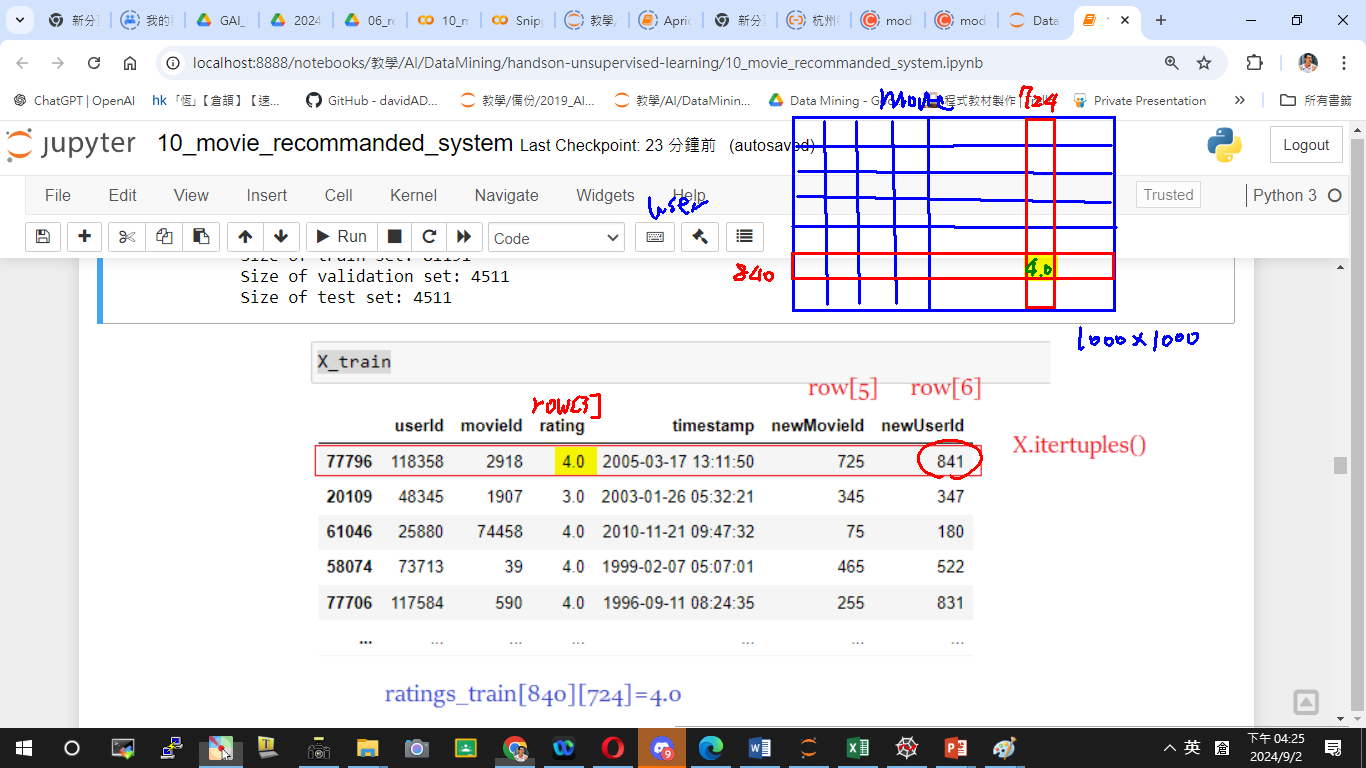 新分 我的 GAI_ 2024 06_re 10_n Snipp 教學/ Aprio 新分 杭州 mod mod Data
localhost:8888/notebooks/教學/AI/DataMining/handson-unsupervised-learning/10_movie_recommanded_system.ipynb
ChatGPT | OpenAI hk 「恆」【倉頡】【速... GitHub - davidAD... 教學/備份/2019_AI... 教學/AI/DataMinin... Data Mining - Goo 程式教材製作 Private Presentation » 所有書籤
movie 724
jupyter 10_movie_recommanded_system Last Checkpoint: 23 分鐘前 (autosaved) Logout
File Edit View Insert Cell Kernel Navigate Widgets Help Trusted Python 3
user
Run Code
Size of train set: 81191
840 4.0
Size of validation set: 4511
Size of test set: 4511
1000 x 1000
X_train
row[5] row[6]
row[3]
userId movieId rating timestamp newMovieId newUserId
X.itertuples()
77796 118358 2918 4.0 2005-03-17 13:11:50 725 841
20109 48345 1907 3.0 2003-01-26 05:32:21 345 347
61046 25880 74458 4.0 2010-11-21 09:47:32 75 180
58074 73713 39 4.0 1999-02-07 05:07:01 465 522
77706 117584 590 4.0 1996-09-11 08:24:35 255 831
... ... ... ... ... ... ...
ratings_train[840][724]=4.0
英 倉 下午 04:25
2024/9/2